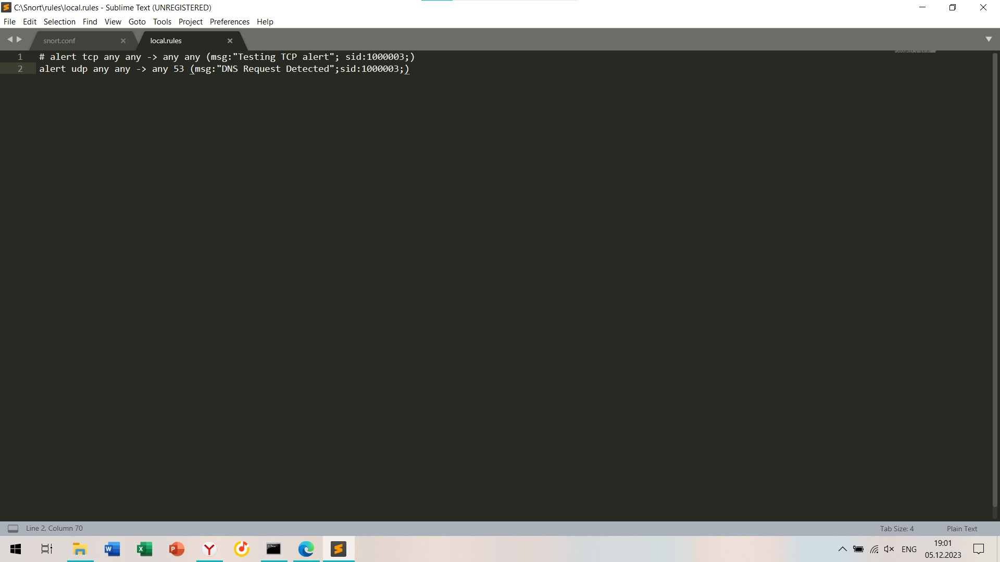 C:\Snort\rules\local.rules - Sublime Text (UNREGISTERED)
File Edit Selection Find View Goto Tools Project Preferences Help
snort.conf
local.rules
1 # alert tcp any any -> any any (msg:"Testing TCP alert"; sid:1000003;)
2 alert udp any any -> any 53 (msg:"DNS Request Detected";sid:1000003;)
Line 2, Column 70
Tab Size: 4
Plain Text
ENG
19:01
05.12.2023